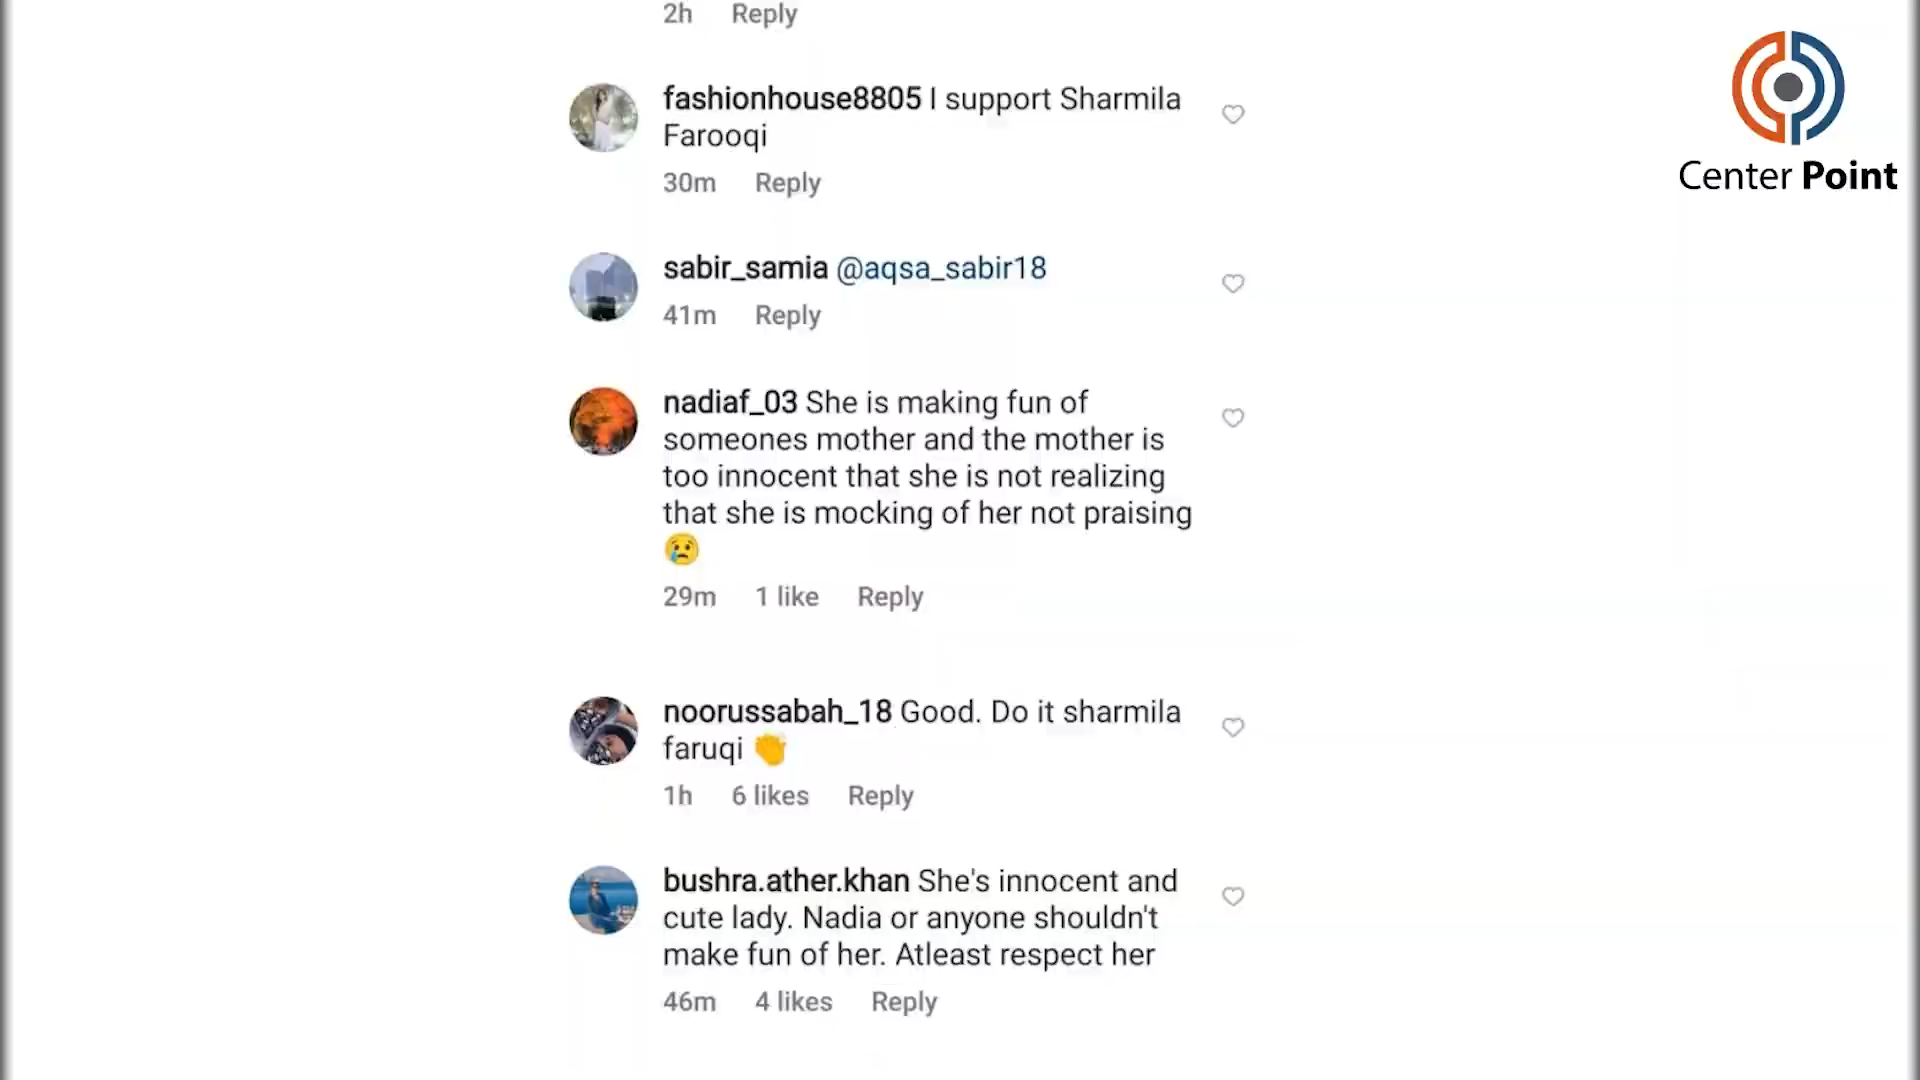 2h Reply
fashionhouse8805 I support Sharmila
Farooqi
30m Reply
sabir_samia @aqsa_sabir18
41m Reply
nadiaf_03 She is making fun of
someones mother and the mother is
too innocent that she is not realizing
that she is mocking of her not praising
😢
29m 1 like Reply
noorussabah_18 Good. Do it sharmila
faruqi 👏
1h 6 likes Reply
bushra.ather.khan She's innocent and
cute lady. Nadia or anyone shouldn't
make fun of her. Atleast respect her
46m 4 likes Reply
Center Point